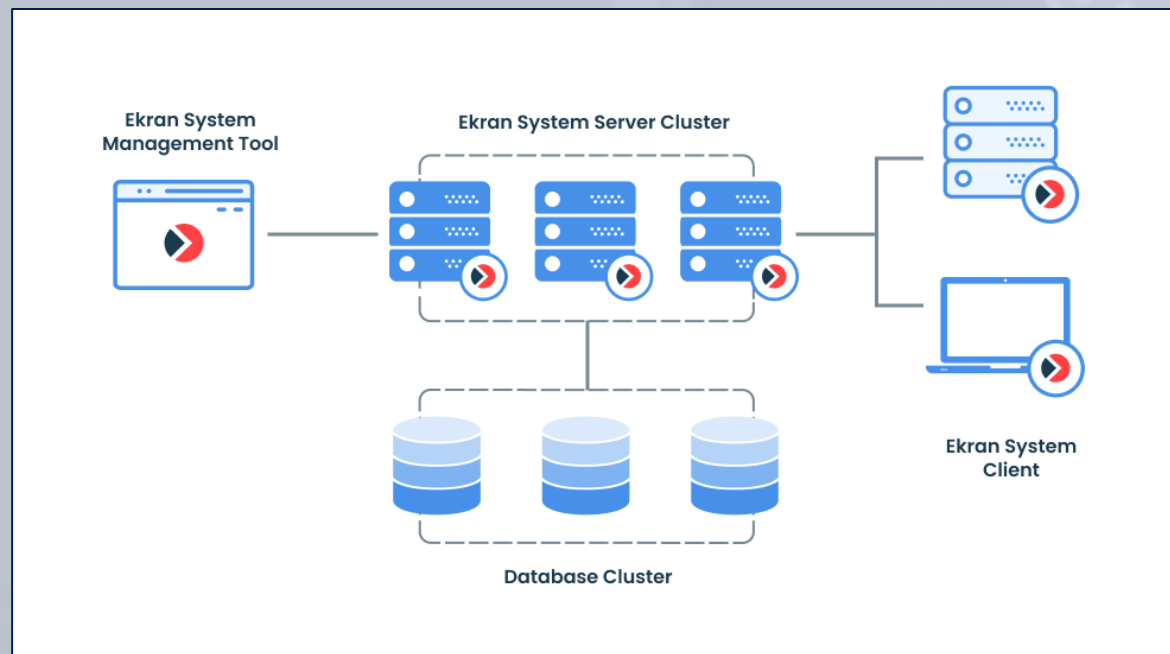 Ekran System
Management Tool
Ekran System Server Cluster
Ekran System
Client
Database Cluster